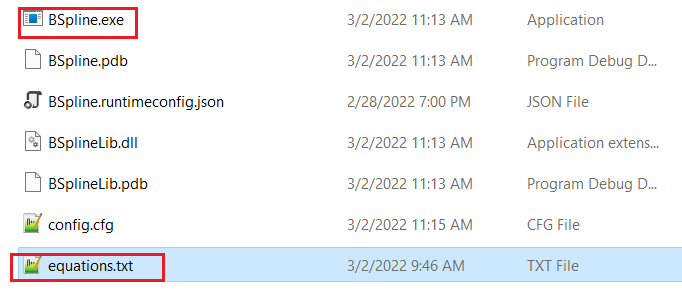 BSpline.exe 3/2/2022 11:13 AM Application
BSpline.pdb 3/2/2022 11:13 AM Program Debug D...
BSpline.runtimeconfig.json 2/28/2022 7:00 PM JSON File
BSplineLib.dll 3/2/2022 11:13 AM Application extens...
BSplineLib.pdb 3/2/2022 11:13 AM Program Debug D...
config.cfg 3/2/2022 11:15 AM CFG File
equations.txt 3/2/2022 9:46 AM TXT File